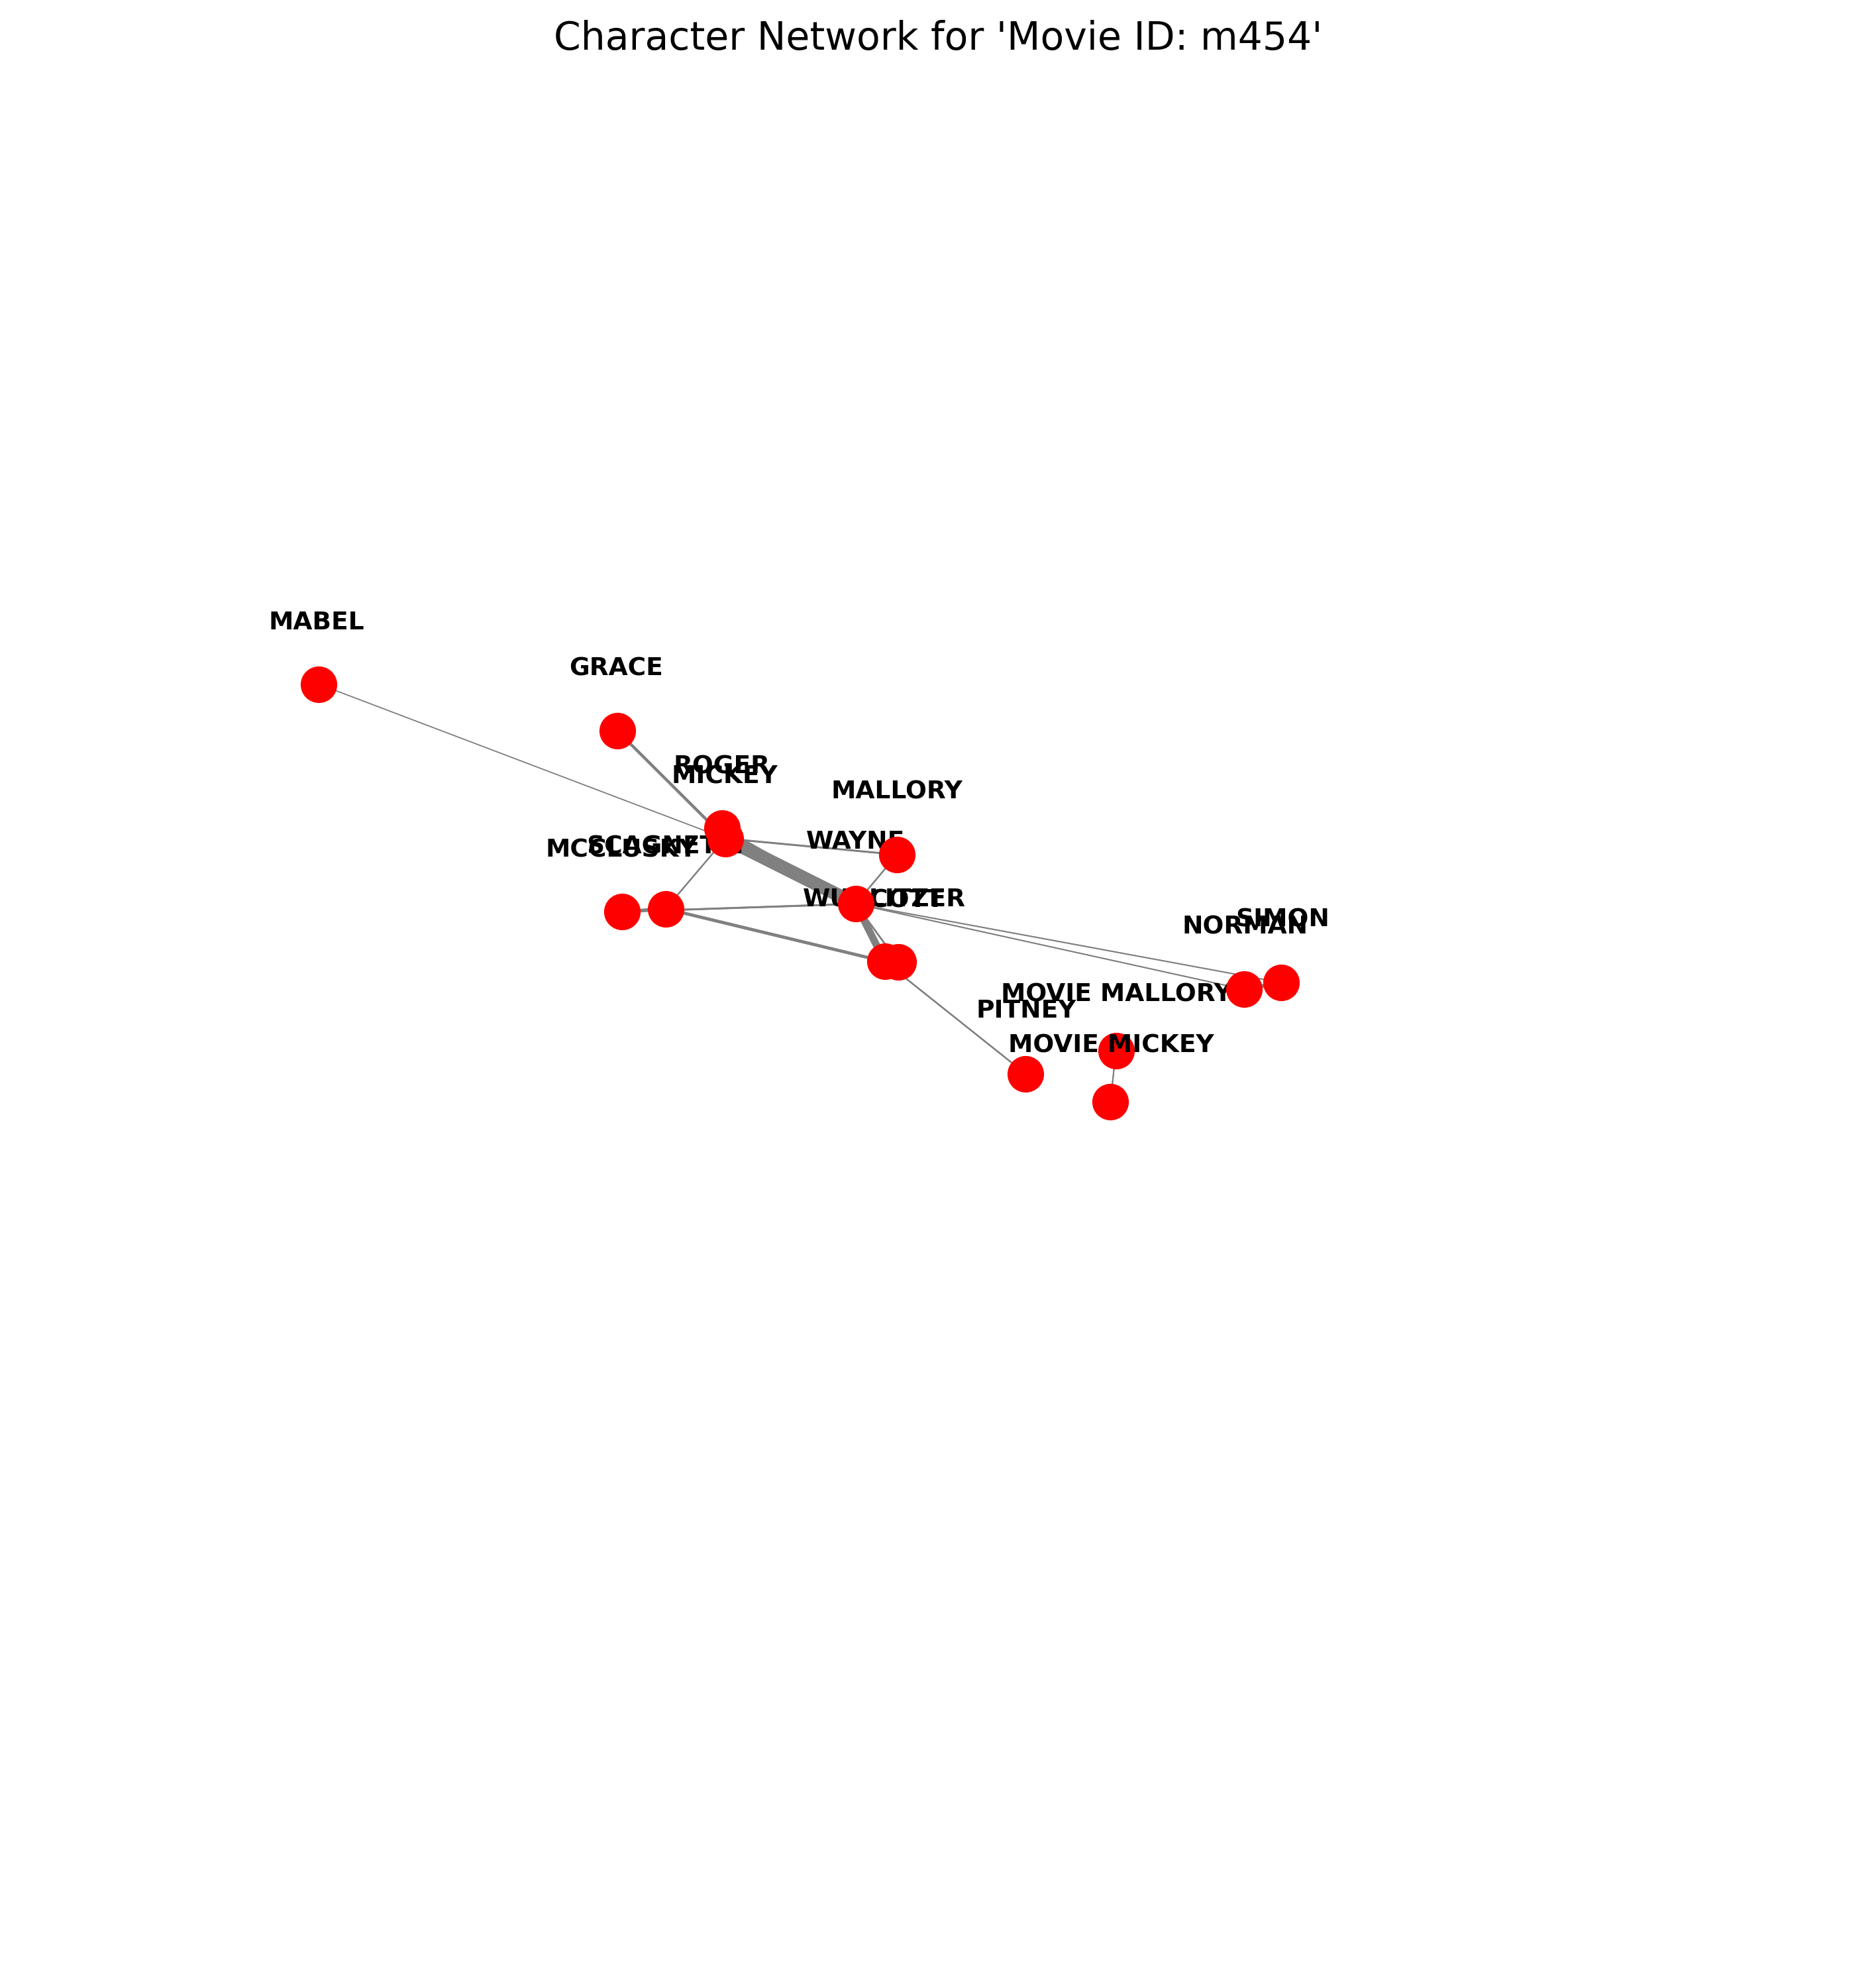 Character Network for 'Movie ID: m454'
MABEL
GRACE
ROGER
MICKEY
MALLORY
WAYNE
MCCLUSKY
NORMAN
SIMON
MOVIE MALLORY
PITNEY
MOVIE MICKEY